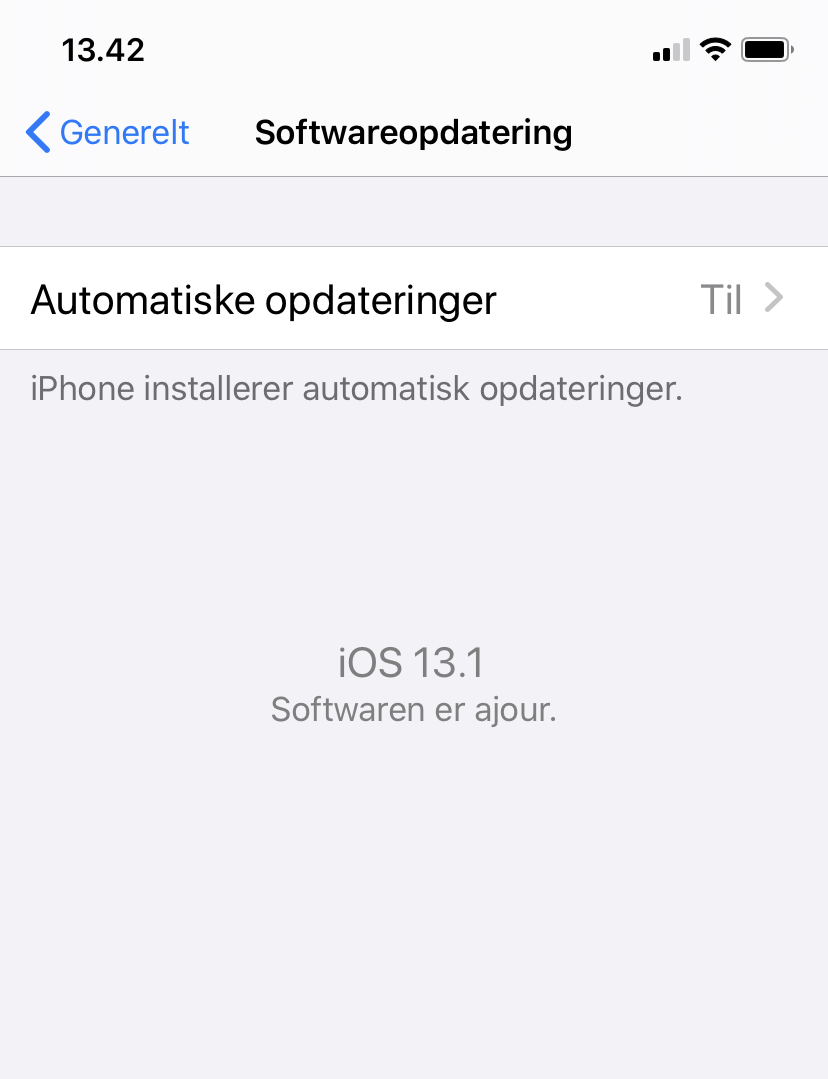 13.42
Generelt Softwareopdatering
Automatiske opdateringer Til
iPhone installerer automatisk opdateringer.
iOS 13.1
Softwaren er ajour.